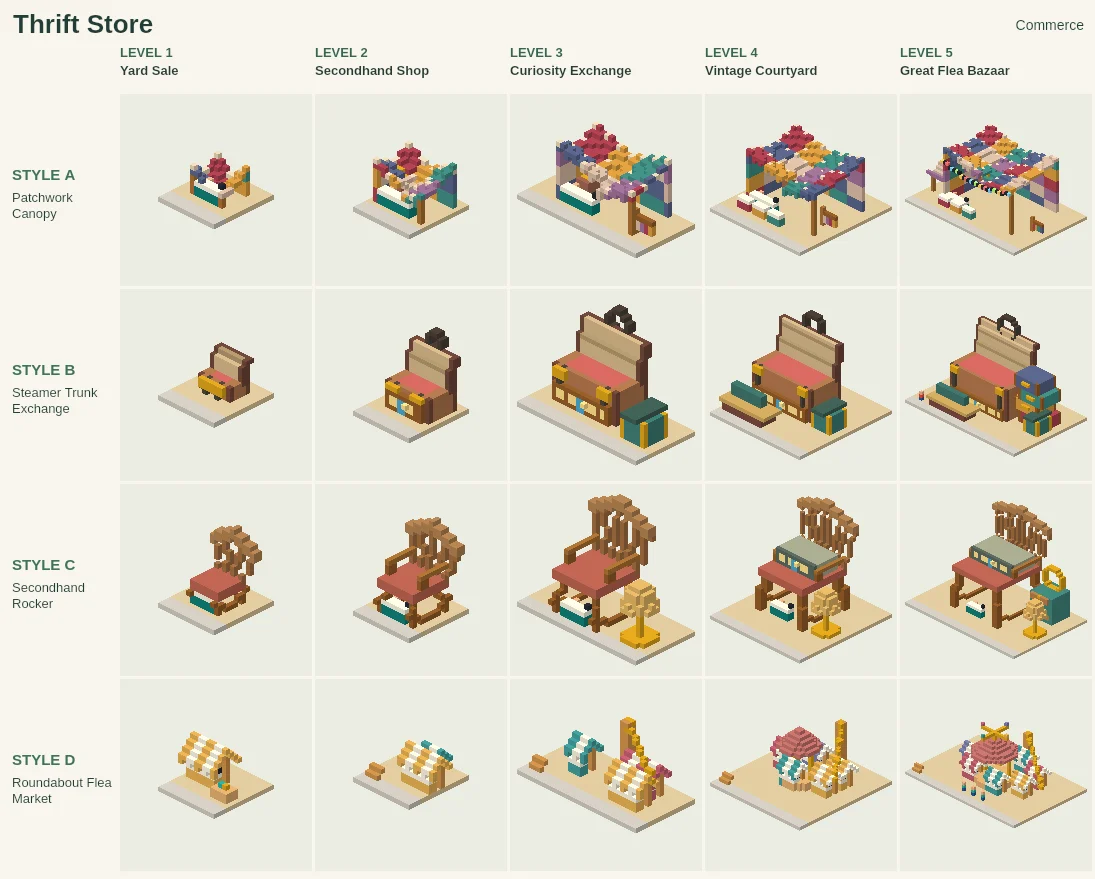 Thrift Store
Commerce
LEVEL 1
Yard Sale
LEVEL 2
Secondhand Shop
LEVEL 3
Curiosity Exchange
LEVEL 4
Vintage Courtyard
LEVEL 5
Great Flea Bazaar
STYLE A
Patchwork
Canopy
STYLE B
Steamer Trunk
Exchange
STYLE C
Secondhand
Rocker
STYLE D
Roundabout Flea
Market